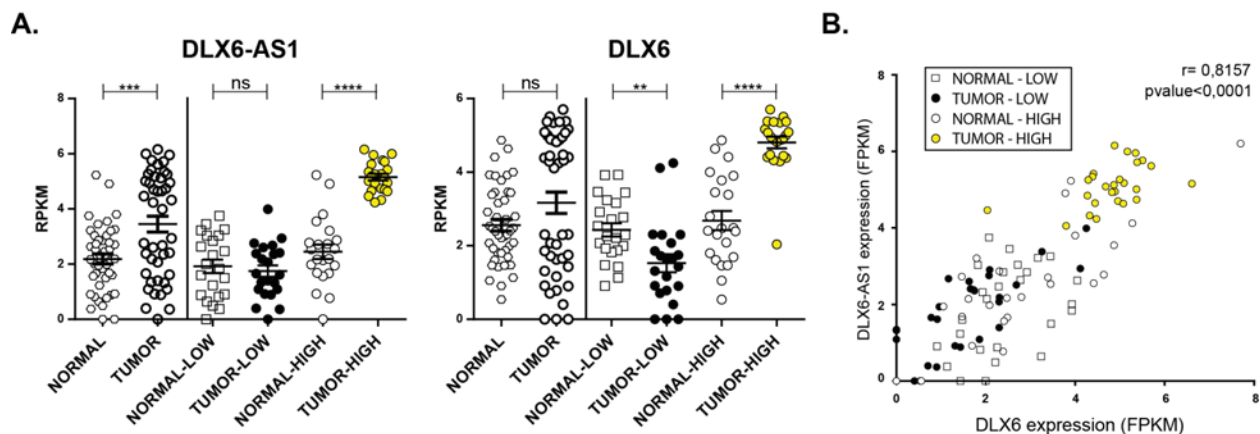 A.
DLX6-AS1
RPKM
8
6
4
2
0
***
ns
****
NORMAL
TUMOR
NORMAL-LOW
TUMOR-LOW
NORMAL-HIGH
TUMOR-HIGH
DLX6
RPKM
6
4
2
0
ns
**
****
NORMAL
TUMOR
NORMAL-LOW
TUMOR-LOW
NORMAL-HIGH
TUMOR-HIGH
B.
NORMAL - LOW
TUMOR - LOW
NORMAL - HIGH
TUMOR - HIGH
r= 0,8157
pvalue<0,0001
DLX6-AS1 expression (FPKM)
8
6
4
2
0
0
2
4
6
8
DLX6 expression (FPKM)